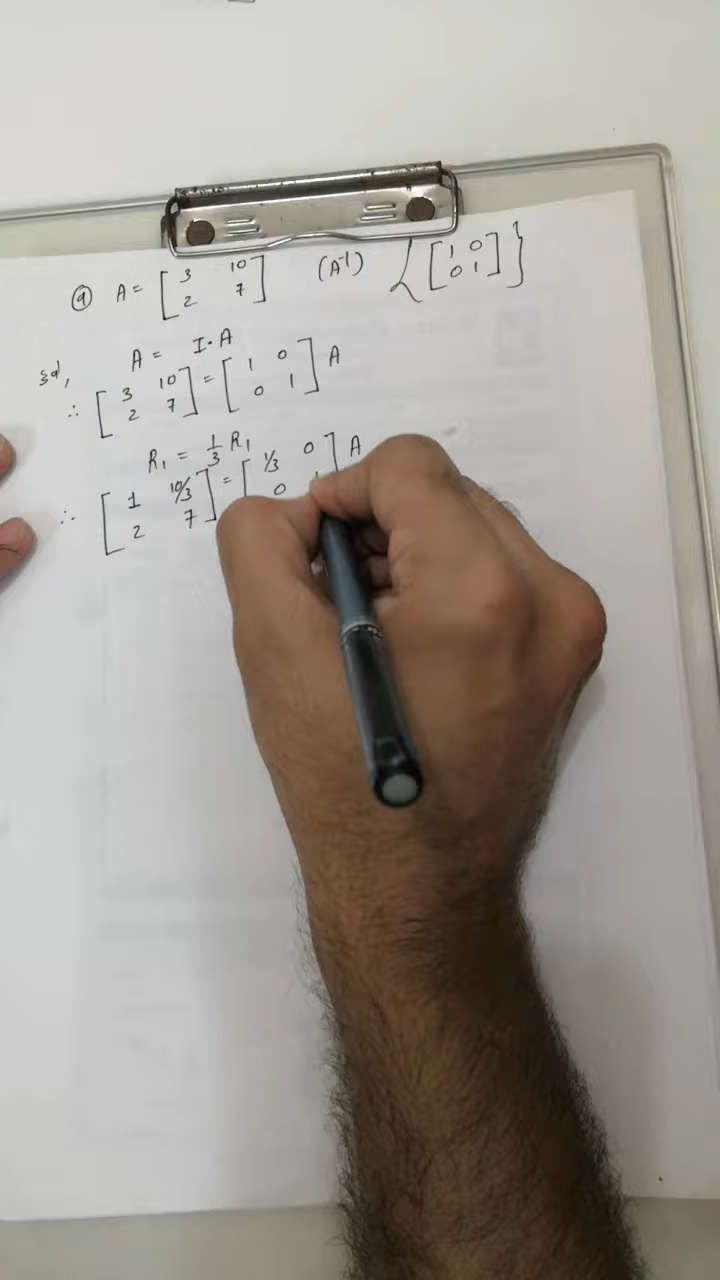 (a) A = [ 3 10 ] (A⁻¹) { [ 1 0 ] }
[ 2 7 ] [ 0 1 ]
Sol, A = I·A
∴ [ 3 10 ] = [ 1 0 ] A
[ 2 7 ] [ 0 1 ]
R₁ = 1/3 R₁
∴ [ 1 10/3 ] = [ 1/3 0 ] A
[ 2 7 ] [ 0